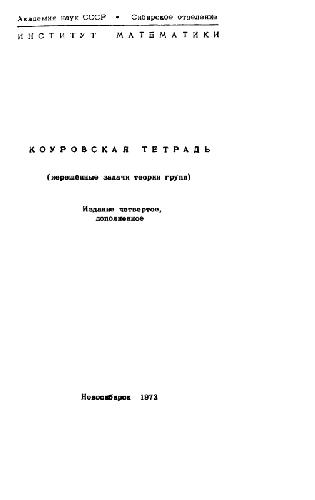 Академия наук СССР • Сибирское отделение
ИНСТИТУТ МАТЕМАТИКИ
КОУРОВСКАЯ ТЕТРАДЬ
(нерешённые задачи теории групп)
Издание четвертое,
дополненное
Новосибирск 1973